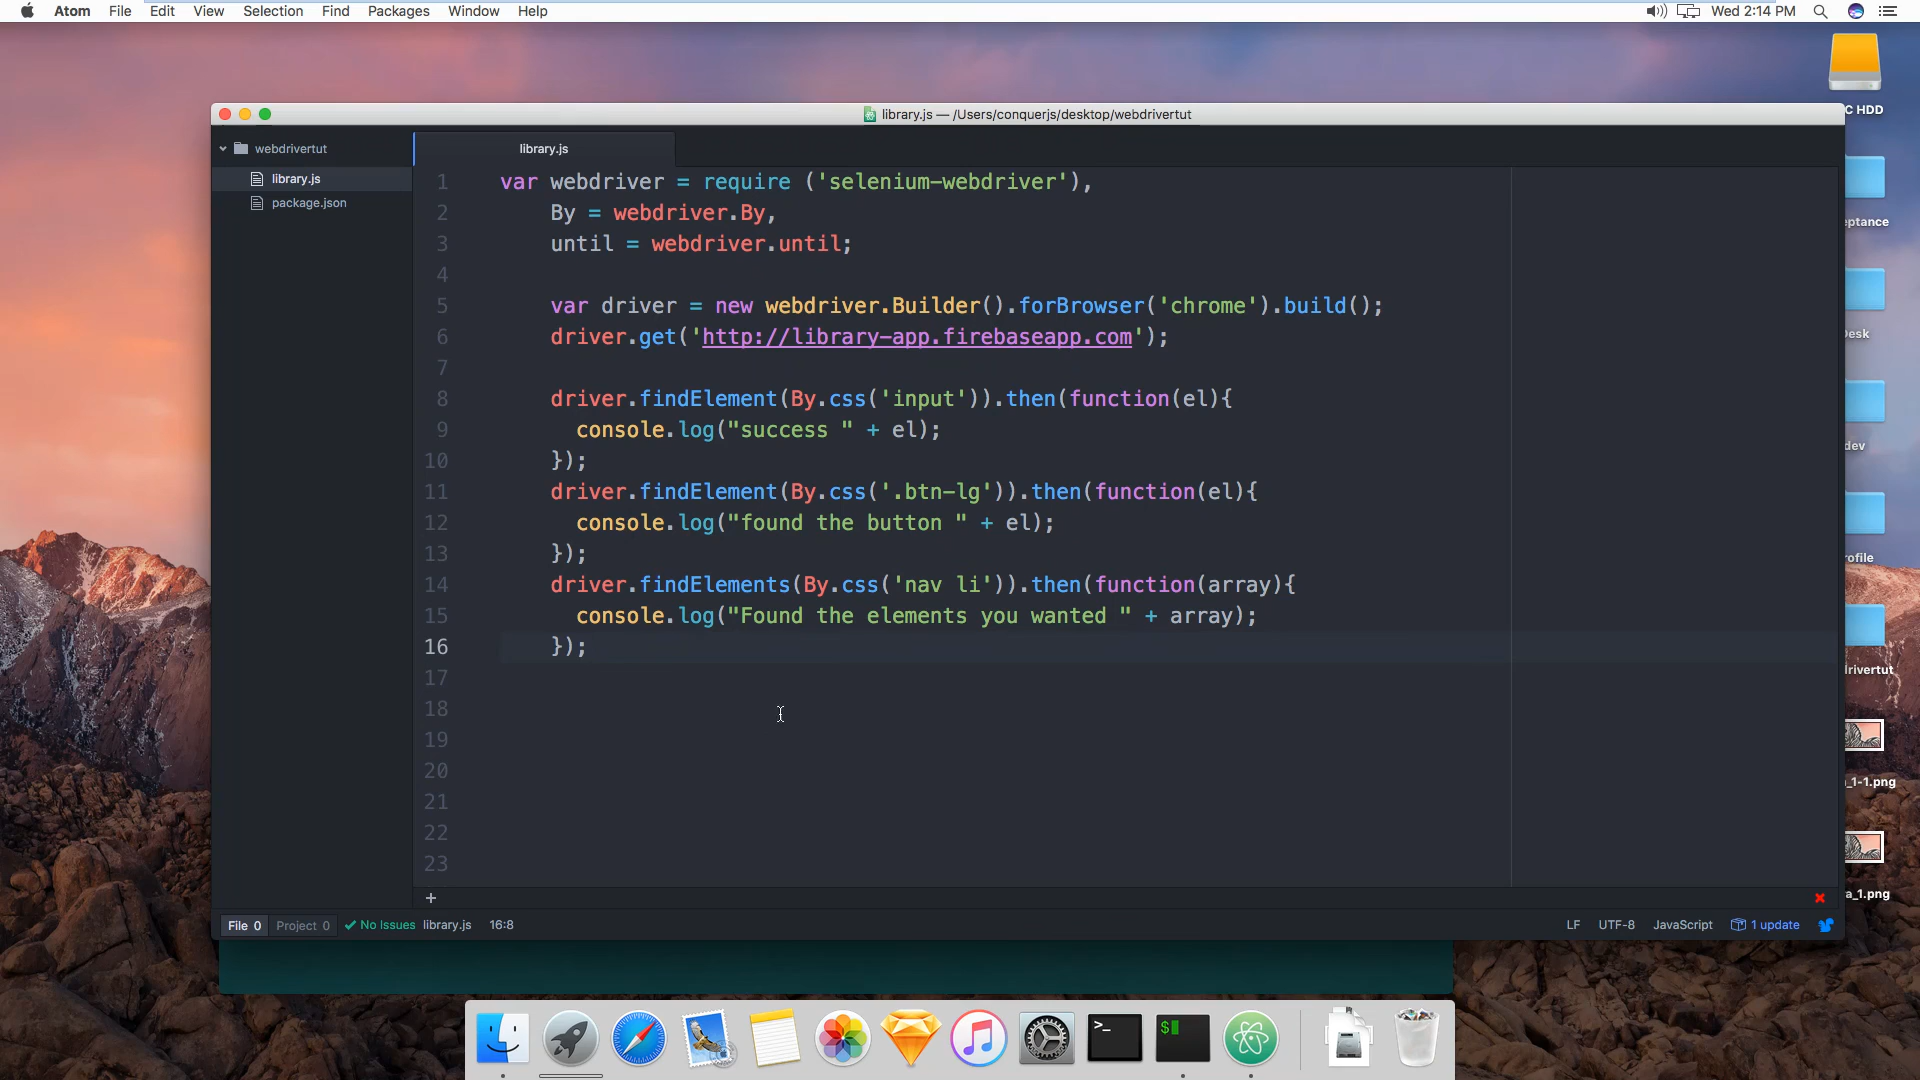 Atom File Edit View Selection Find Packages Window Help Wed 2:14 PM
C HDD
library.js — /Users/conquerjs/desktop/webdrivertut
webdrivertut
library.js
library.js
package.json
1 var webdriver = require ('selenium-webdriver'),
2 By = webdriver.By,
3 until = webdriver.until;
4
5 var driver = new webdriver.Builder().forBrowser('chrome').build();
6 driver.get('http://library-app.firebaseapp.com');
7
8 driver.findElement(By.css('input')).then(function(el){
9 console.log("success " + el);
10 });
11 driver.findElement(By.css('.btn-lg')).then(function(el){
12 console.log("found the button " + el);
13 });
14 driver.findElements(By.css('nav li')).then(function(array){
15 console.log("Found the elements you wanted " + array);
16 });
17
18
19
20
21
22
23
eptance
Desk
dev
rofile
rivertut
_1-1.png
a_1.png
+
File 0 Project 0 No Issues library.js 16:8 LF UTF-8 JavaScript 1 update
>_
$